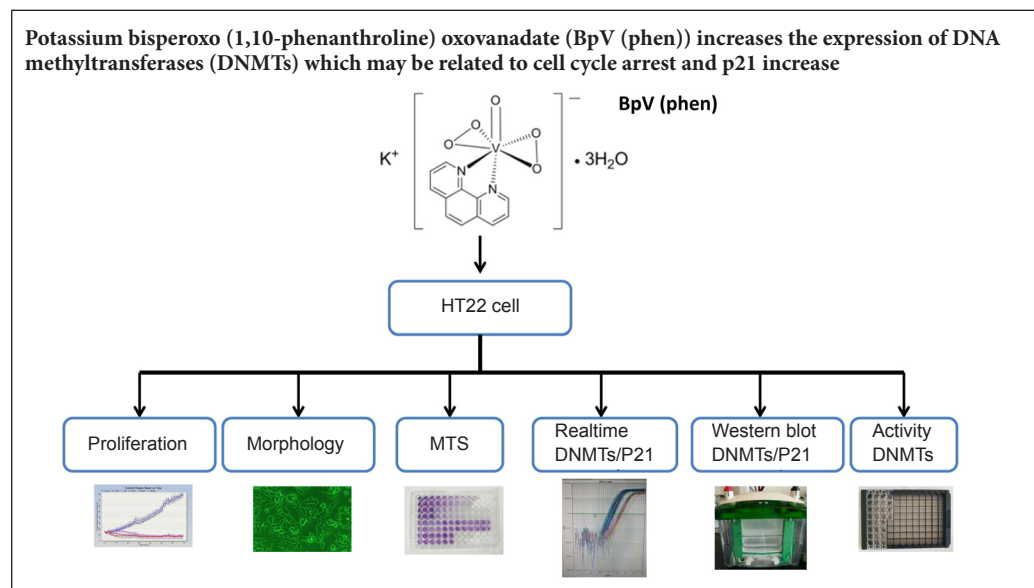 Potassium bisperoxo (1,10-phenanthroline) oxovanadate (BpV (phen)) increases the expression of DNA
methyltransferases (DNMTs) which may be related to cell cycle arrest and p21 increase
BpV (phen)
O
O
O
V
O
O
K+
N
N
−
• 3H₂O
HT22 cell
Proliferation
Morphology
MTS
Realtime
DNMTs/P21
Western blot
DNMTs/P21
Activity
DNMTs